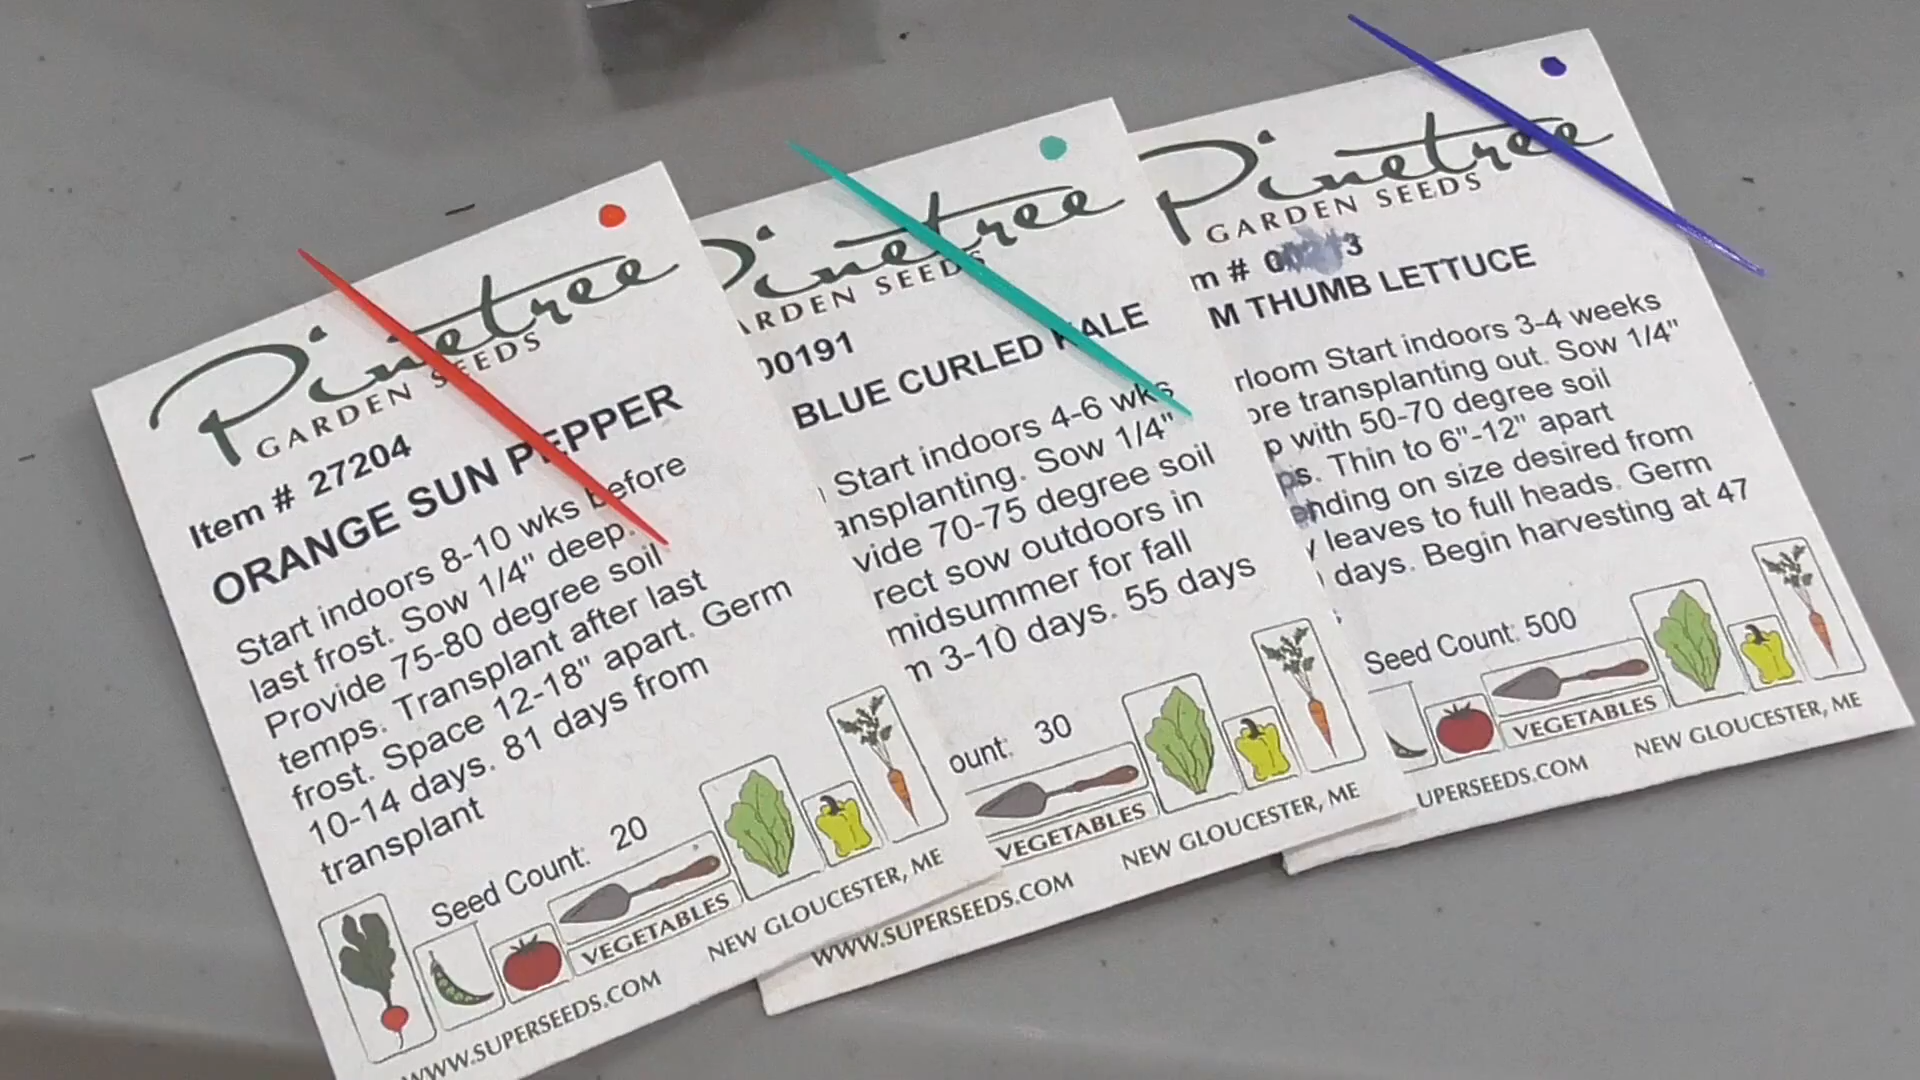 Pinetree
GARDEN SEEDS
Item # 27204
ORANGE SUN PEPPER
Start indoors 8-10 wks before
last frost. Sow 1/4" deep.
Provide 75-80 degree soil
temps. Transplant after last
frost. Space 12-18" apart. Germ
10-14 days. 81 days from
transplant
Seed Count: 20
VEGETABLES
NEW GLOUCESTER, ME
WWW.SUPERSEEDS.COM
Pinetree
ARDEN SEEDS
00191
BLUE CURLED KALE
Start indoors 4-6 wks
ansplanting. Sow 1/4"
vide 70-75 degree soil
rect sow outdoors in
midsummer for fall
m 3-10 days. 55 days
ount: 30
VEGETABLES
NEW GLOUCESTER, ME
WWW.SUPERSEEDS.COM
Pinetree
GARDEN SEEDS
m #
M THUMB LETTUCE
rloom Start indoors 3-4 weeks
ore transplanting out. Sow 1/4"
p with 50-70 degree soil
ps. Thin to 6"-12" apart
ending on size desired from
y leaves to full heads. Germ
days. Begin harvesting at 47
Seed Count: 500
VEGETABLES
NEW GLOUCESTER, ME
UPERSEEDS.COM